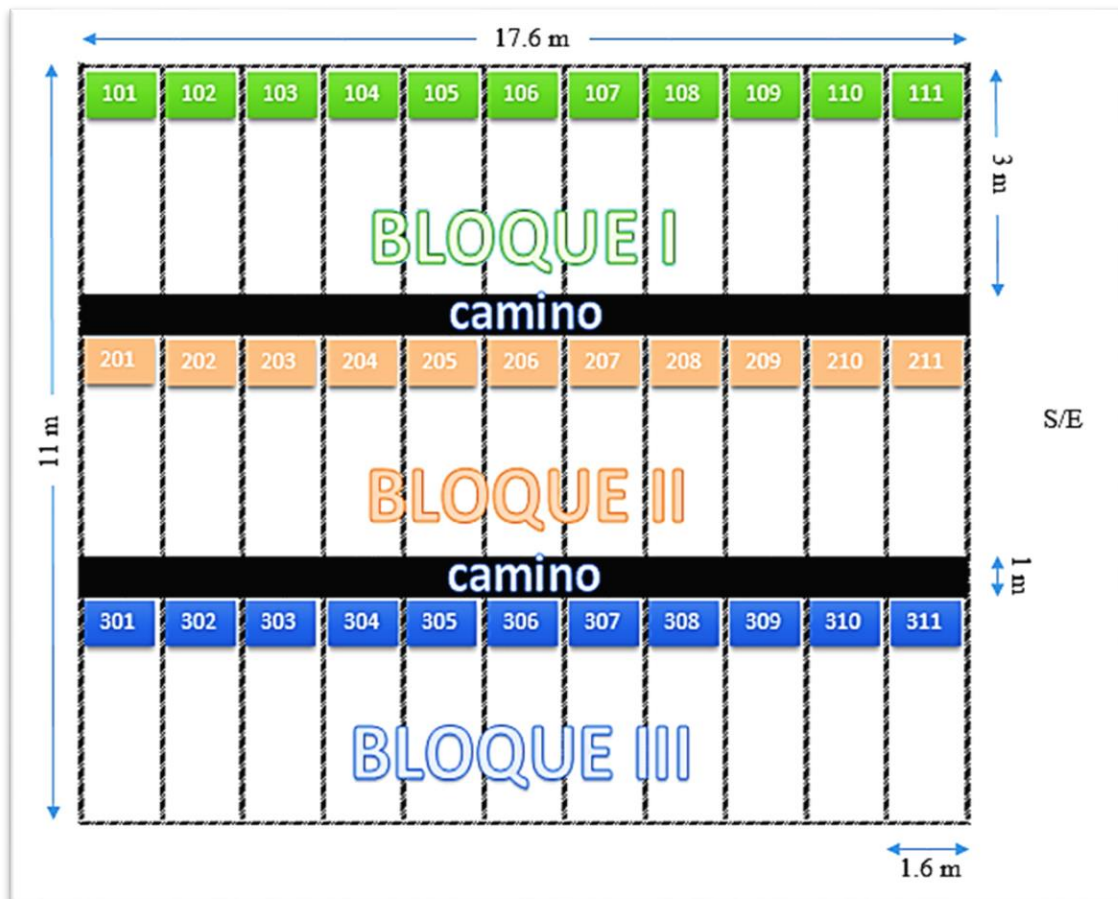 17.6 m
101 102 103 104 105 106 107 108 109 110 111
3 m
BLOQUE I
camino
201 202 203 204 205 206 207 208 209 210 211
11 m
S/E
BLOQUE II
camino
1 m
301 302 303 304 305 306 307 308 309 310 311
BLOQUE III
1.6 m